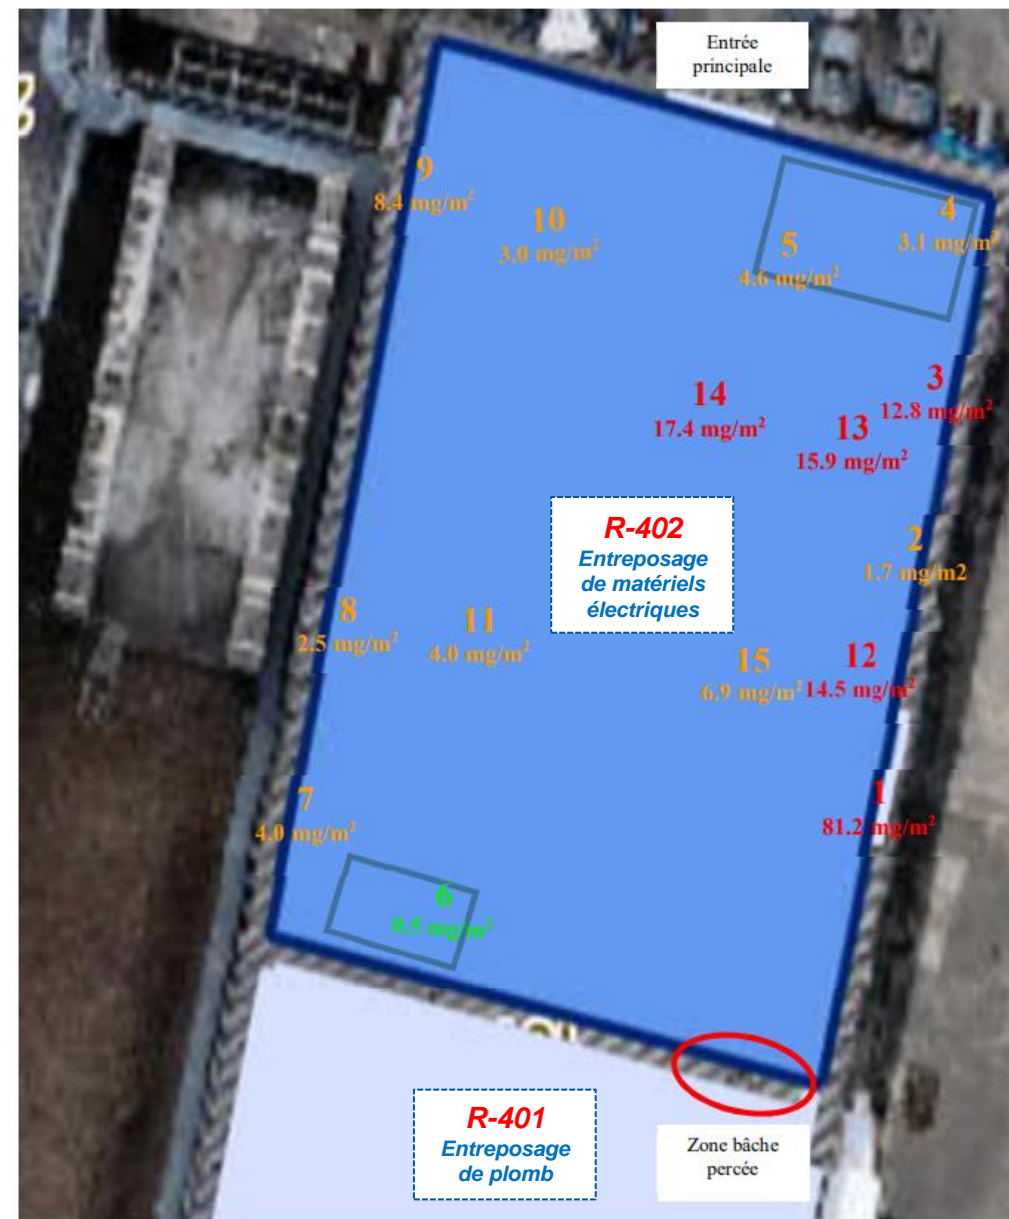 Entrée
principale
9
8.4 mg/m²
10
3.0 mg/m²
4
3.1 mg/m²
5
4.6 mg/m²
3
12.8 mg/m²
14
17.4 mg/m²
13
15.9 mg/m²
R-402
Entreposage
de matériels
électriques
2
1.7 mg/m2
8
2.5 mg/m²
11
4.0 mg/m²
15
6.9 mg/m²
12
14.5 mg/m²
7
4.0 mg/m²
1
81.2 mg/m²
6
0.5 mg/m²
R-401
Entreposage
de plomb
Zone bâche
percée